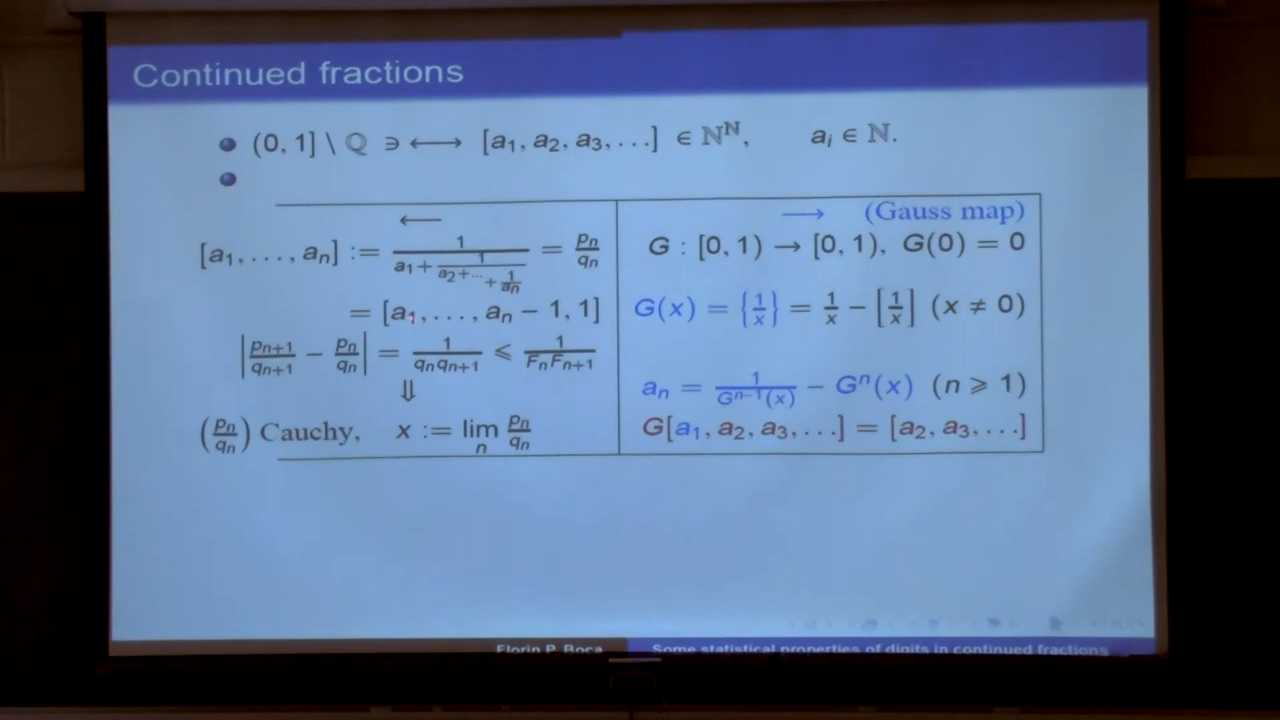 Continued fractions
(0, 1] \ ℚ ∋ ⟷ [a₁, a₂, a₃, . . .] ∈ ℕ^ℕ, aᵢ ∈ ℕ.
⟵
[a₁, . . . , aₙ] := 1/(a₁ + 1/(a₂ + ⋯ + 1/aₙ)) = pₙ/qₙ
= [a₁, . . . , aₙ − 1, 1]
|pₙ₊₁/qₙ₊₁ − pₙ/qₙ| = 1/(qₙqₙ₊₁) ⩽ 1/(FₙFₙ₊₁)
⇓
(pₙ/qₙ) Cauchy, x := limₙ pₙ/qₙ
⟶ (Gauss map)
G : [0, 1) → [0, 1), G(0) = 0
G(x) = {1/x} = 1/x − [1/x] (x ≠ 0)
aₙ = 1/Gⁿ⁻¹(x) − Gⁿ(x) (n ⩾ 1)
G[a₁, a₂, a₃, . . .] = [a₂, a₃, . . .]
Florin P. Boca Some statistical properties of digits in continued fractions